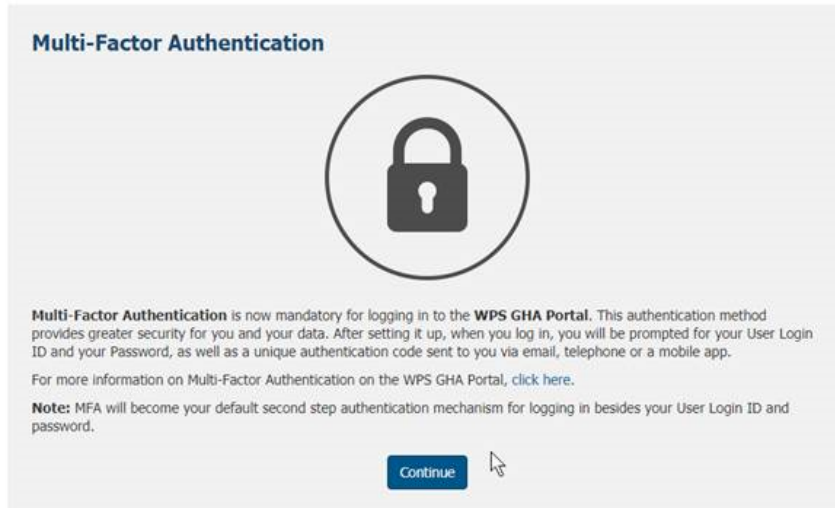 Multi-Factor Authentication
Multi-Factor Authentication is now mandatory for logging in to the WPS GHA Portal. This authentication method
provides greater security for you and your data. After setting it up, when you log in, you will be prompted for your User Login
ID and your Password, as well as a unique authentication code sent to you via email, telephone or a mobile app.
For more information on Multi-Factor Authentication on the WPS GHA Portal, click here.
Note: MFA will become your default second step authentication mechanism for logging in besides your User Login ID and
password.
Continue